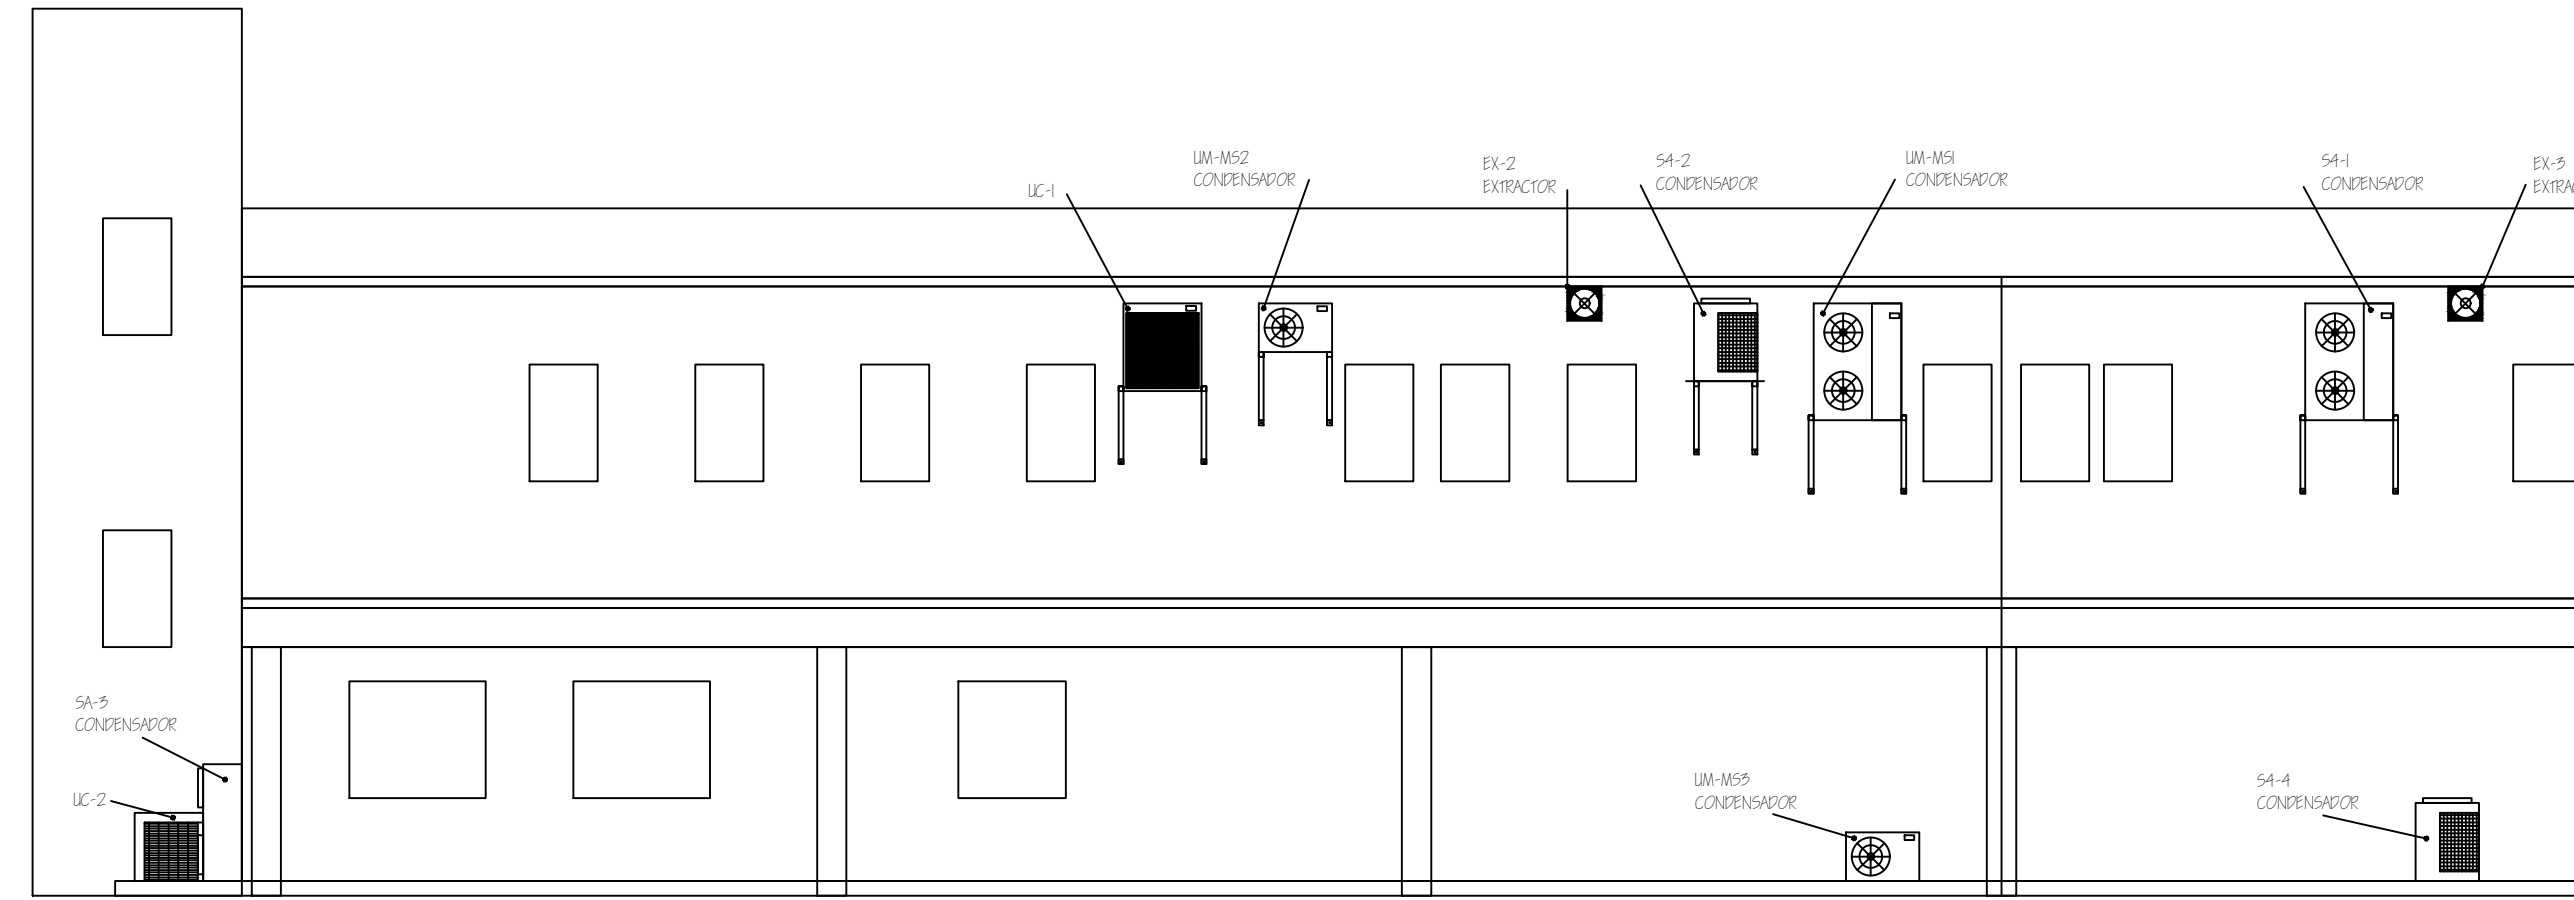 UC-1
UM-MS2
CONDENSADOR
EX-2
EXTRACTOR
S4-2
CONDENSADOR
UM-MS1
CONDENSADOR
S4-1
CONDENSADOR
EX-3
EXTRA
SA-3
CONDENSADOR
UC-2
UM-MS3
CONDENSADOR
S4-4
CONDENSADOR